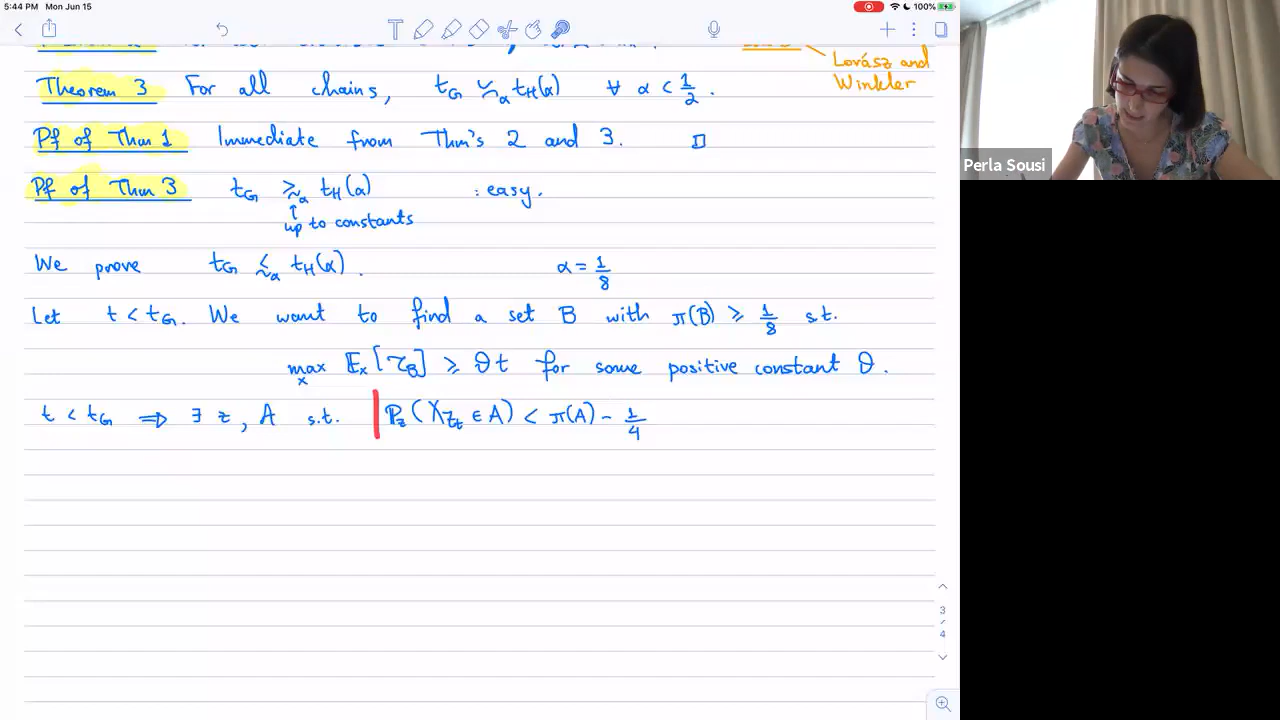 5:44 PM Mon Jun 15
100%
Lovász and
Winkler
Theorem 3 For all chains, t_G ≍_α t_H(α) ∀ α < 1/2 .
Pf of Thm 1 Immediate from Thm's 2 and 3. □
Pf of Thm 3 t_G ≳_α t_H(α) : easy.
↑
up to constants
We prove t_G ≲_α t_H(α) . α = 1/8
Let t < t_G. We want to find a set B with π(B) ≥ 1/8 s.t.
max_x 𝔼_x[τ_B] ≥ θ t for some positive constant θ .
t < t_G ⟹ ∃ z, A s.t. ℙ_z(X_{Z_t} ∈ A) < π(A) - 1/4
Perla Sousi
3
/
4